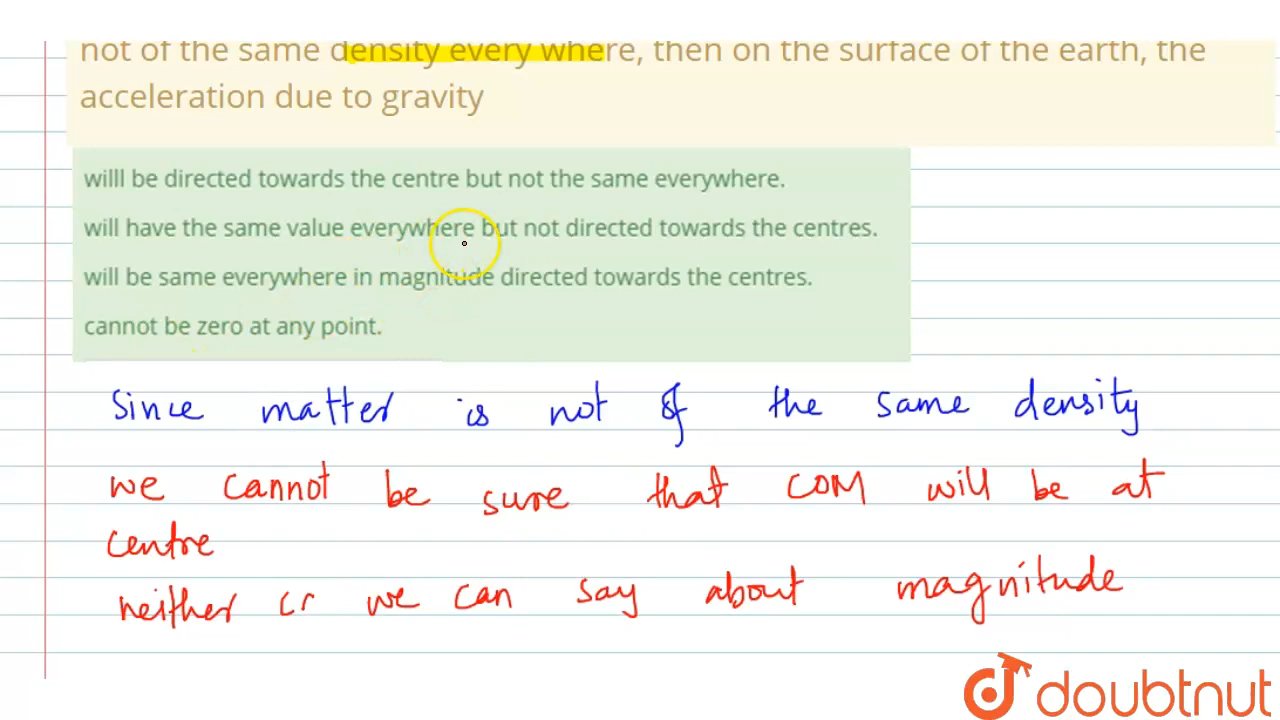 not of the same density every where, then on the surface of the earth, the
acceleration due to gravity
willl be directed towards the centre but not the same everywhere.
will have the same value everywhere but not directed towards the centres.
will be same everywhere in magnitude directed towards the centres.
cannot be zero at any point.
Since matter is not of the same density
we cannot be sure that COM will be at
centre
neither we can say about magnitude
doubtnut